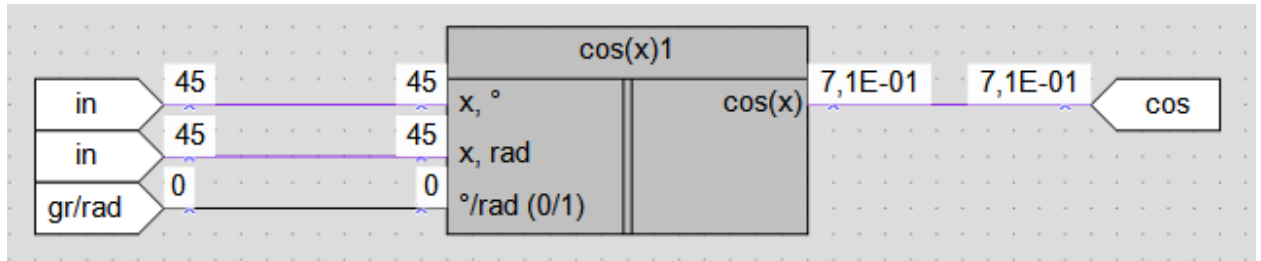 cos(x)1
in 45 45 x, ° cos(x) 7,1E-01 7,1E-01 cos
in 45 45 x, rad
gr/rad 0 0 °/rad (0/1)